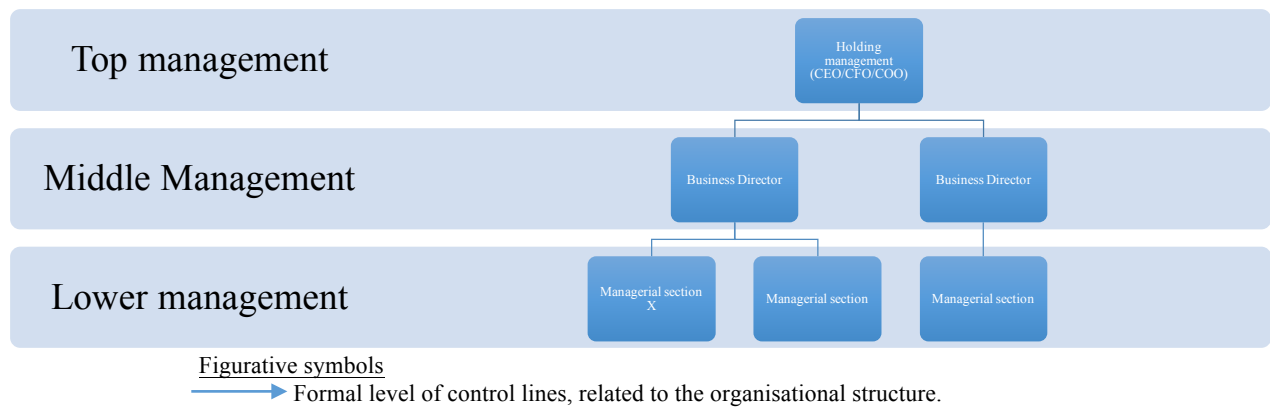 Top management
Holding
management
(CEO/CFO/COO)
Middle Management
Business Director
Business Director
Lower management
Managerial section
X
Managerial section
Managerial section
Figurative symbols
Formal level of control lines, related to the organisational structure.